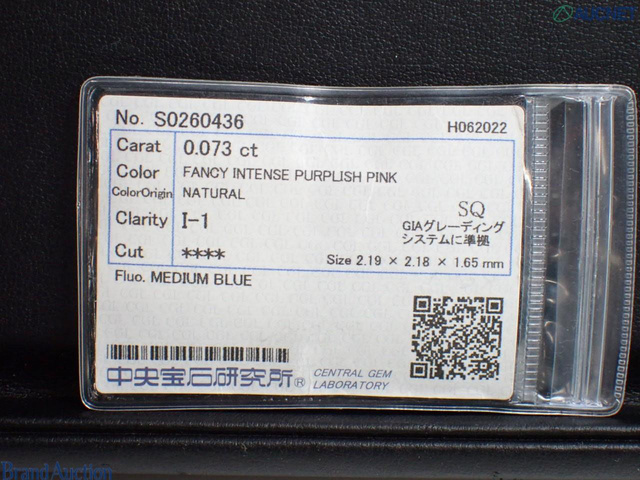 No. S0260436
H062022
Carat 0.073 ct
Color FANCY INTENSE PURPLISH PINK
ColorOrigin NATURAL
Clarity I-1
SQ
GIAグレーディング
システムに準拠
Cut ****
Size 2.19 × 2.18 × 1.65 mm
Fluo. MEDIUM BLUE
中央宝石研究所® CENTRAL GEM
LABORATORY
Brand Auction